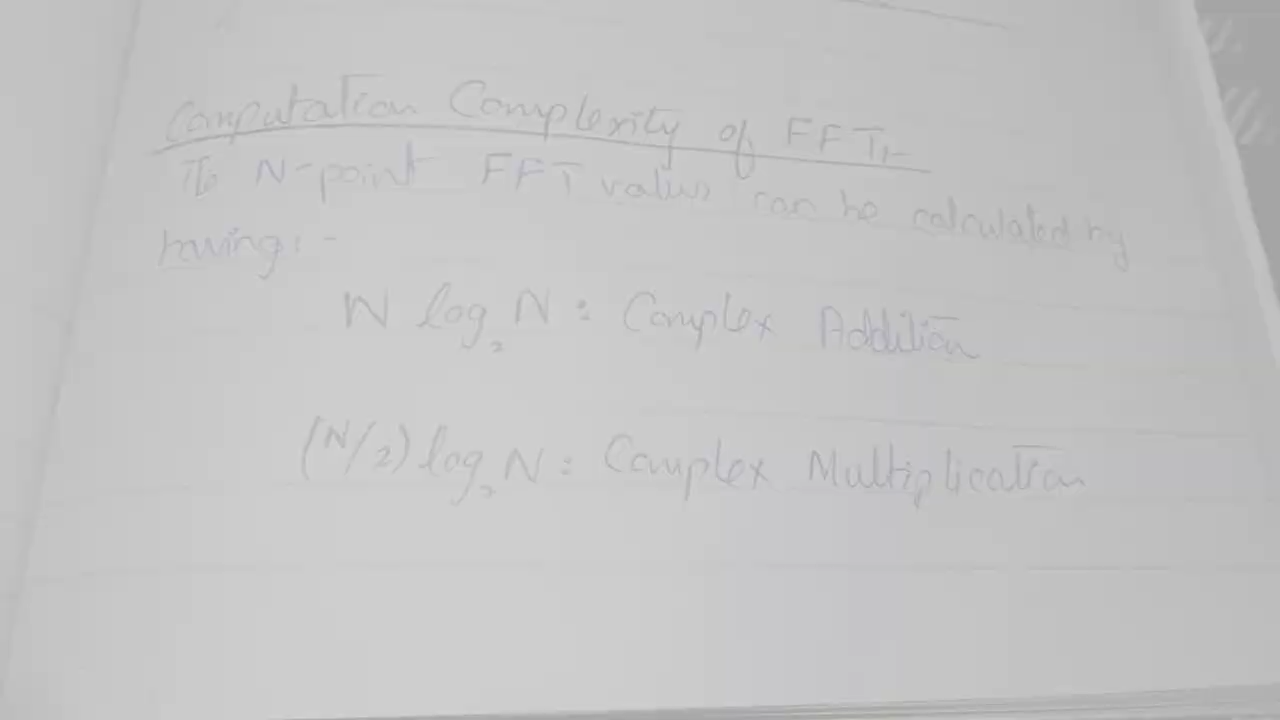 Computation Complexity of FFT:-
The N-point FFT values can be calculated by
having:-
N log₂ N : Complex Addition
(N/2) log₂ N : Complex Multiplication